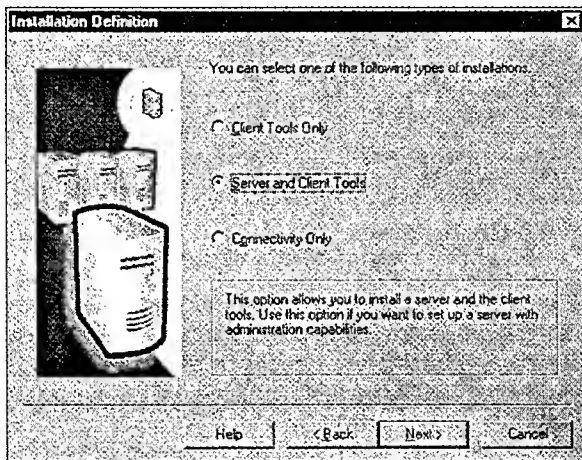 Installation Definition
You can select one of the following types of installations.
Client Tools Only
Server and Client Tools
Connectivity Only
This option allows you to install a server and the client
tools. Use this option if you want to set up a server with
administration capabilities.
Help
< Back
Next >
Cancel